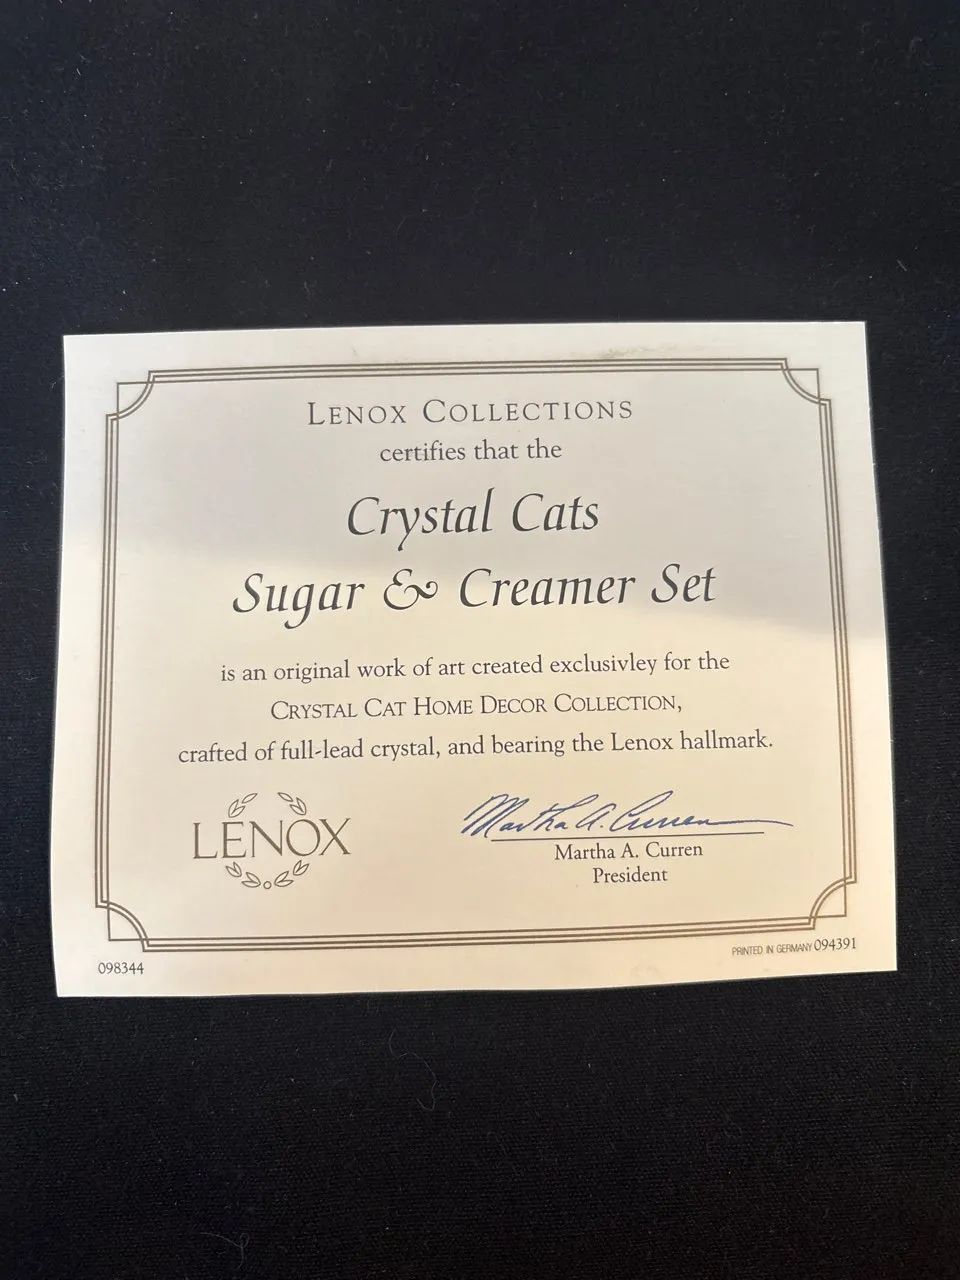 LENOX COLLECTIONS
certifies that the
Crystal Cats
Sugar & Creamer Set
is an original work of art created exclusivley for the
CRYSTAL CAT HOME DECOR COLLECTION,
crafted of full-lead crystal, and bearing the Lenox hallmark.
LENOX
Martha A. Curren
Martha A. Curren
President
098344
PRINTED IN GERMANY 094391